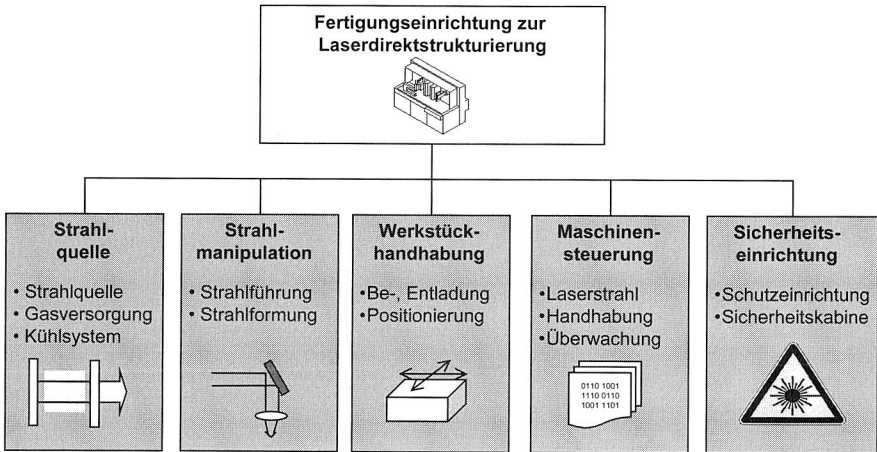 Fertigungseinrichtung zur
Laserdirektstrukturierung
Strahl-
quelle
• Strahlquelle
• Gasversorgung
• Kühlsystem
Strahl-
manipulation
• Strahlführung
• Strahlformung
Werkstück-
handhabung
•Be-, Entladung
•Positionierung
Maschinen-
steuerung
•Laserstrahl
•Handhabung
•Überwachung
0110 1001
1110 0110
1001 1101
Sicherheits-
einrichtung
•Schutzeinrichtung
•Sicherheitskabine